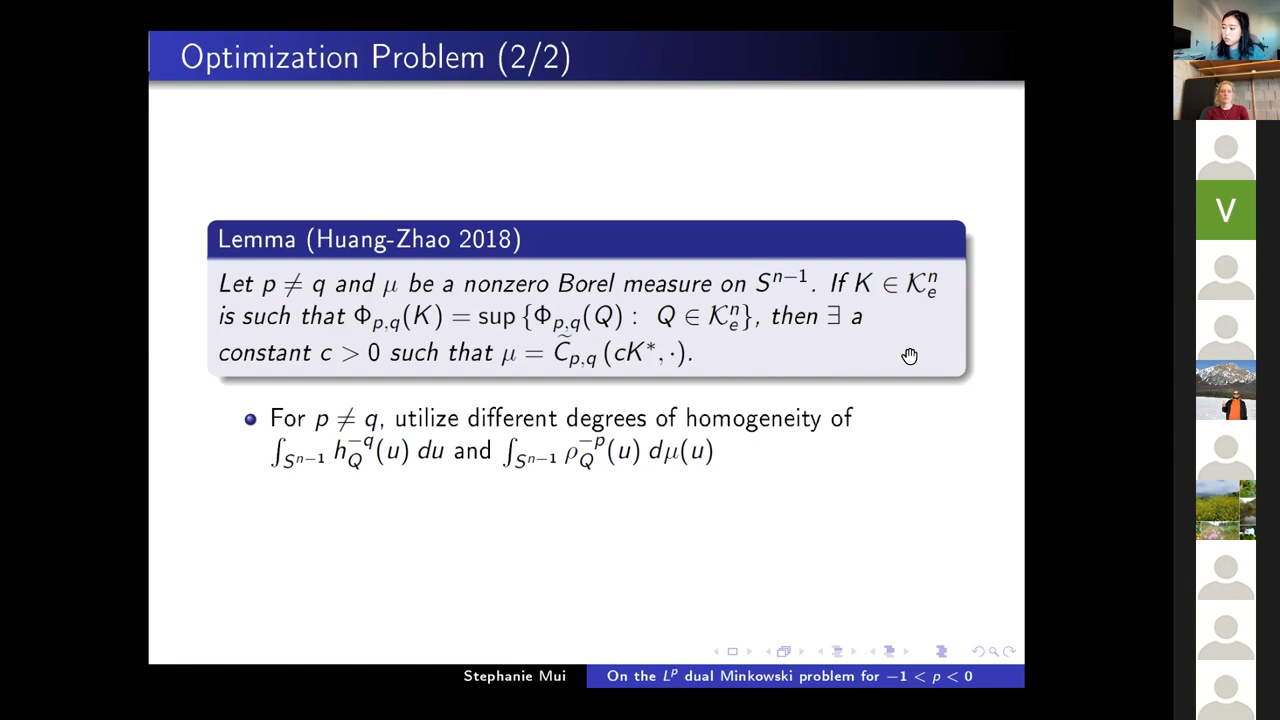 Optimization Problem (2/2)
Lemma (Huang-Zhao 2018)
Let p ≠ q and μ be a nonzero Borel measure on S^{n−1}. If K ∈ 𝒦_e^n
is such that Φ_{p,q}(K) = sup {Φ_{p,q}(Q) : Q ∈ 𝒦_e^n}, then ∃ a
constant c > 0 such that μ = C̃_{p,q} (cK*, ·).
For p ≠ q, utilize different degrees of homogeneity of
∫_{S^{n−1}} h_Q^{−q}(u) du and ∫_{S^{n−1}} ρ_Q^{−p}(u) dμ(u)
Stephanie Mui
On the L^p dual Minkowski problem for −1 < p < 0
V